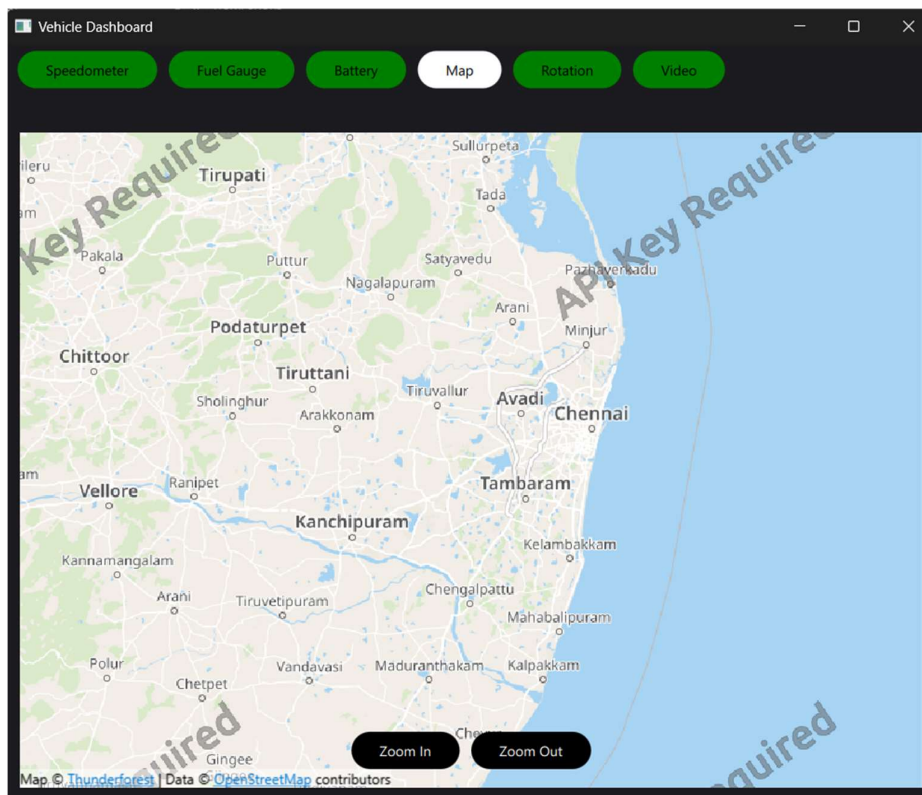 Vehicle Dashboard
Speedometer Fuel Gauge Battery Map Rotation Video
Key Required
API Key Required
Sullurpeta
Tirupati
Tada
Pakala
Puttur
Satyavedu
Pazhaverkadu
Nagalapuram
Arani
Podaturpet
Minjur
Chittoor
Tiruttani
Tiruvallur
Avadi
Sholinghur
Arakkonam
Chennai
Ranipet
Vellore
Tambaram
Kanchipuram
Kelambakkam
Kannamangalam
Chengalpattu
Arani
Tiruvetipuram
Mahabalipuram
Polur
Vandavasi
Maduranthakam
Kalpakkam
Chetpet
Zoom In Zoom Out
Gingee
Map © Thunderforest | Data © OpenStreetMap contributors